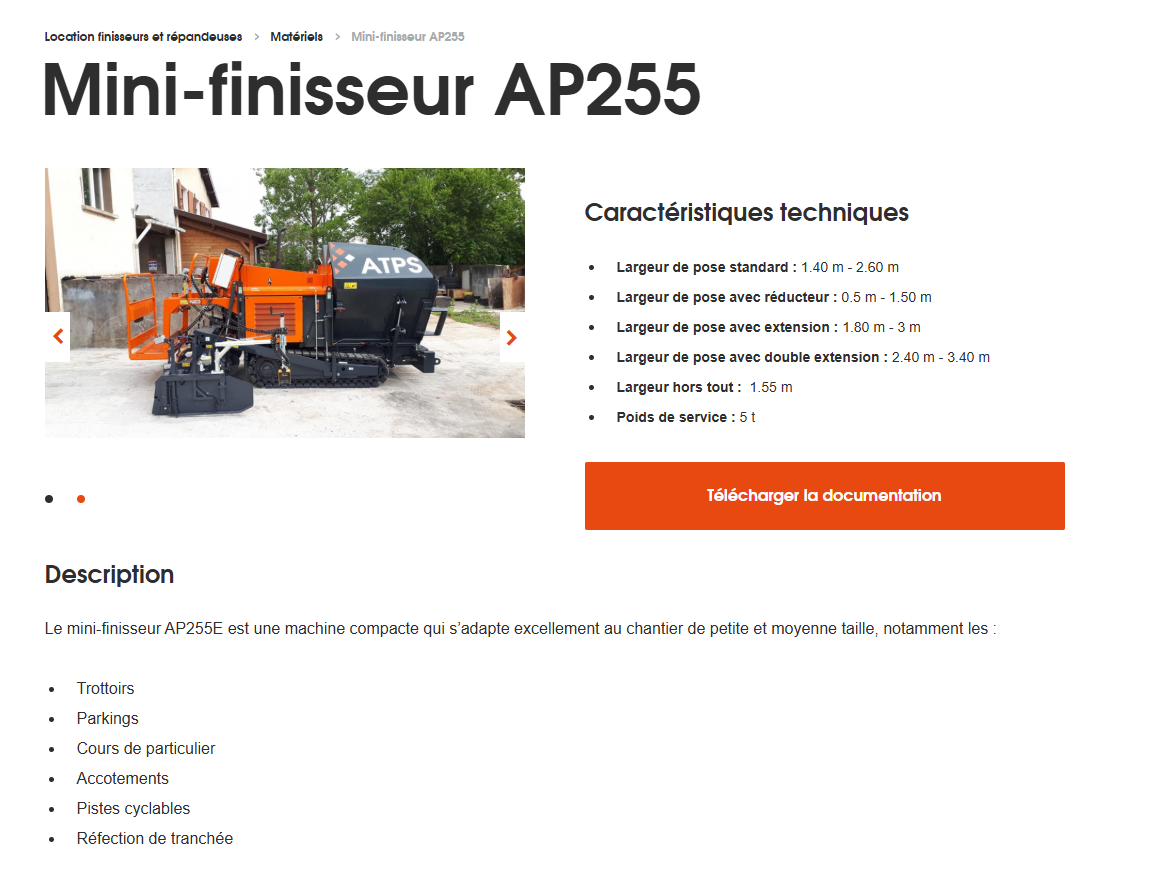 Location finisseurs et répandeuses > Matériels > Mini-finisseur AP255
Mini-finisseur AP255
ATPS
Caractéristiques techniques
Largeur de pose standard : 1.40 m - 2.60 m
Largeur de pose avec réducteur : 0.5 m - 1.50 m
Largeur de pose avec extension : 1.80 m - 3 m
Largeur de pose avec double extension : 2.40 m - 3.40 m
Largeur hors tout : 1.55 m
Poids de service : 5 t
Télécharger la documentation
Description
Le mini-finisseur AP255E est une machine compacte qui s’adapte excellement au chantier de petite et moyenne taille, notamment les :
Trottoirs
Parkings
Cours de particulier
Accotements
Pistes cyclables
Réfection de tranchée